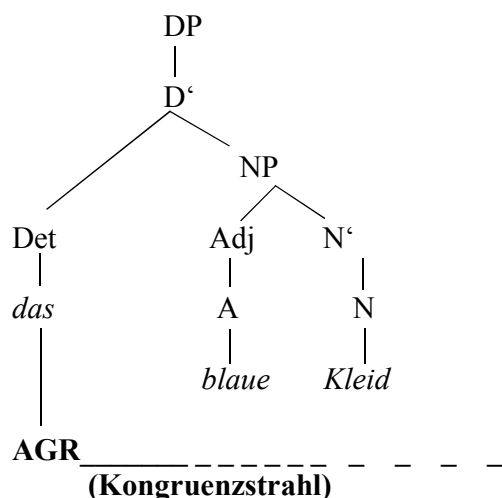 DP
D‘
NP
Det Adj N‘
das A N
blaue Kleid
AGR
(Kongruenzstrahl)